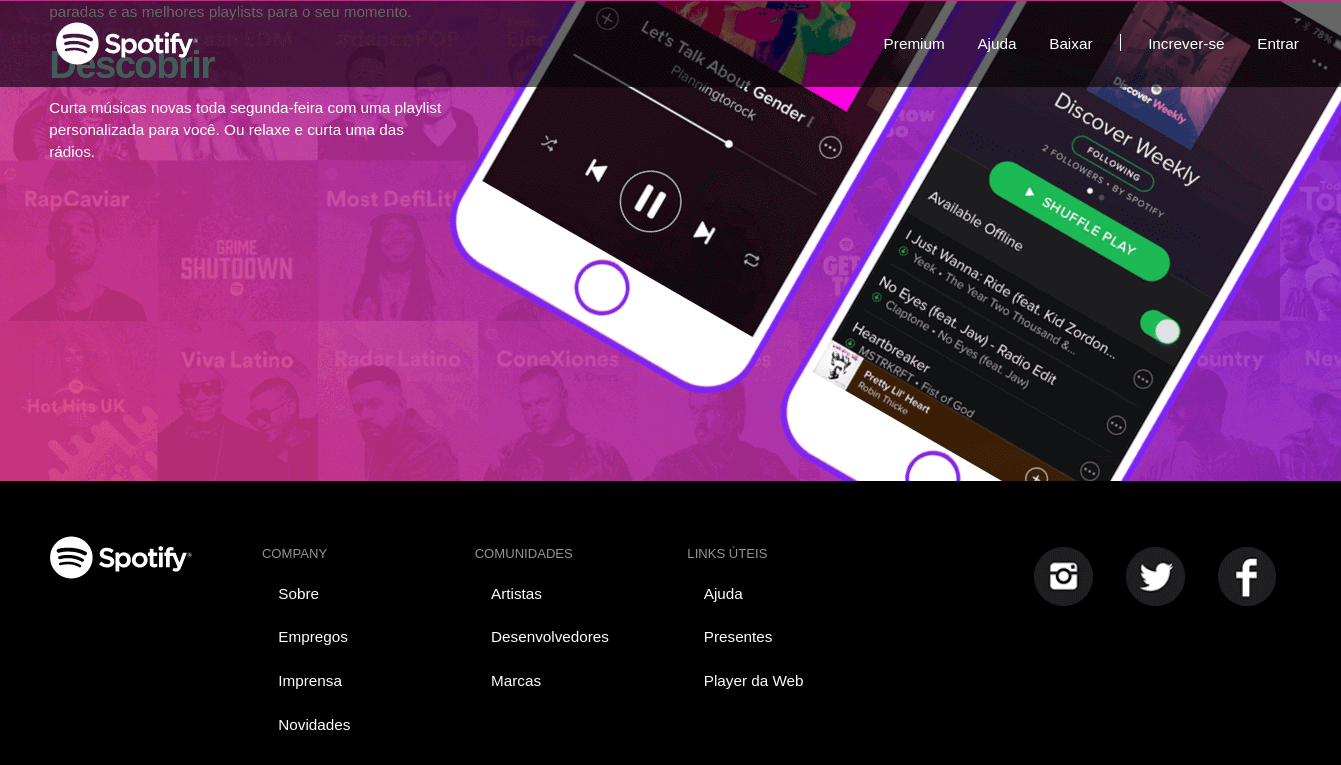 paradas e as melhores playlists para o seu momento.
Spotify
Premium
Ajuda
Baixar
Increver-se
Entrar
Descobrir
Curta músicas novas toda segunda-feira com uma playlist
personalizada para você. Ou relaxe e curta uma das
rádios.
EDM
#dancePOP
RapCaviar
GRIME
SHUTDOWN
Viva Latino
Radar Latino
ConeXiones
Hot Hits UK
Let's Talk About Gender
Planningtorock
78%
Discover Weekly
Discover Weekly
FOLLOWING
2 FOLLOWERS • BY SPOTIFY
SHUFFLE PLAY
Available Offline
I Just Wanna: Ride (feat. Kid Zordon...
Yeek • The Year Two Thousand &...
No Eyes (feat. Jaw) - Radio Edit
Claptone • No Eyes (feat. Jaw)
Heartbreaker
MSTRKRFT • Fist of God
Pretty Lil' Heart
Robin Thicke
Spotify
COMPANY
Sobre
Empregos
Imprensa
Novidades
COMUNIDADES
Artistas
Desenvolvedores
Marcas
LINKS ÚTEIS
Ajuda
Presentes
Player da Web